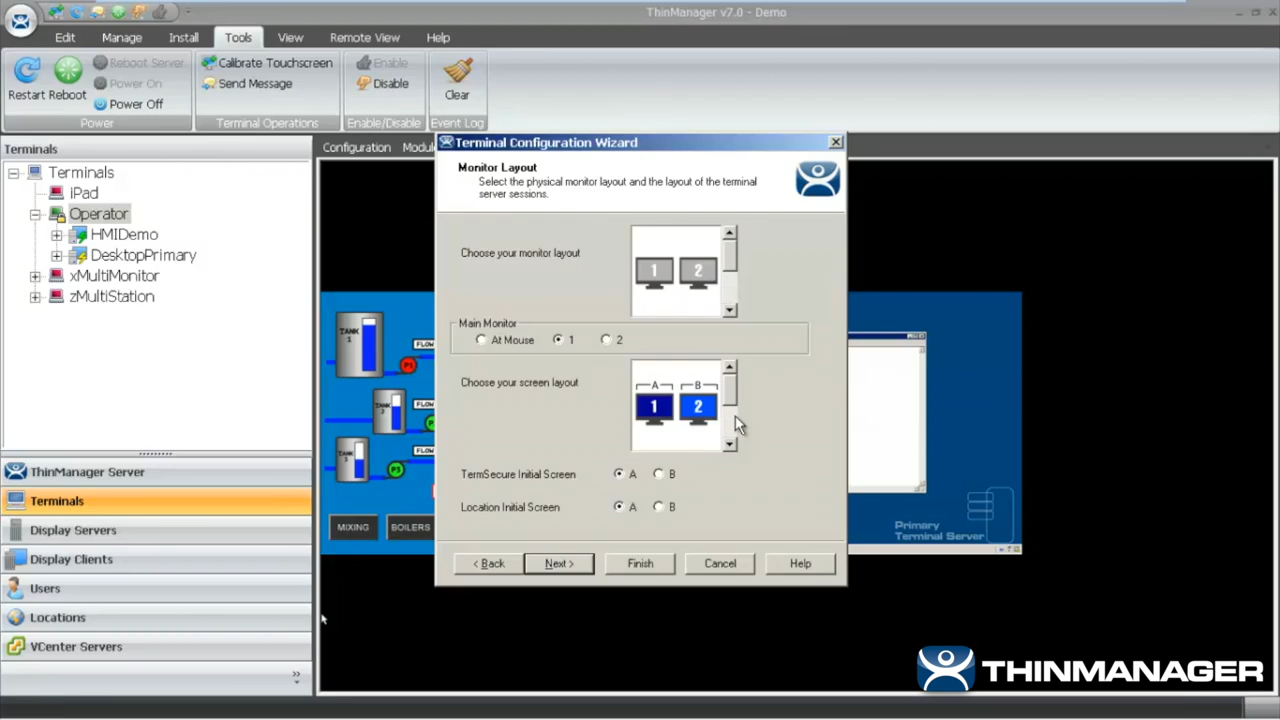 ThinManager v7.0 - Demo
Edit Manage Install Tools View Remote View Help
Restart Reboot
Reboot Server
Power On
Power Off
Calibrate Touchscreen
Send Message
Enable
Disable
Clear
Power Terminal Operations Enable/Disable Event Log
Terminals
Terminals
iPad
Operator
HMIDemo
DesktopPrimary
xMultiMonitor
zMultiStation
ThinManager Server
Terminals
Display Servers
Display Clients
Users
Locations
VCenter Servers
Configuration
TANK
1
FLOW
P1
FLOW
FLOW
P3
MIXING BOILERS
Terminal Configuration Wizard
Monitor Layout
Select the physical monitor layout and the layout of the terminal
server sessions.
Choose your monitor layout
1 2
Main Monitor
At Mouse 1 2
Choose your screen layout
A B
1 2
TermSecure Initial Screen A B
Location Initial Screen A B
< Back Next > Finish Cancel Help
Primary
Terminal Server
THINMANAGER